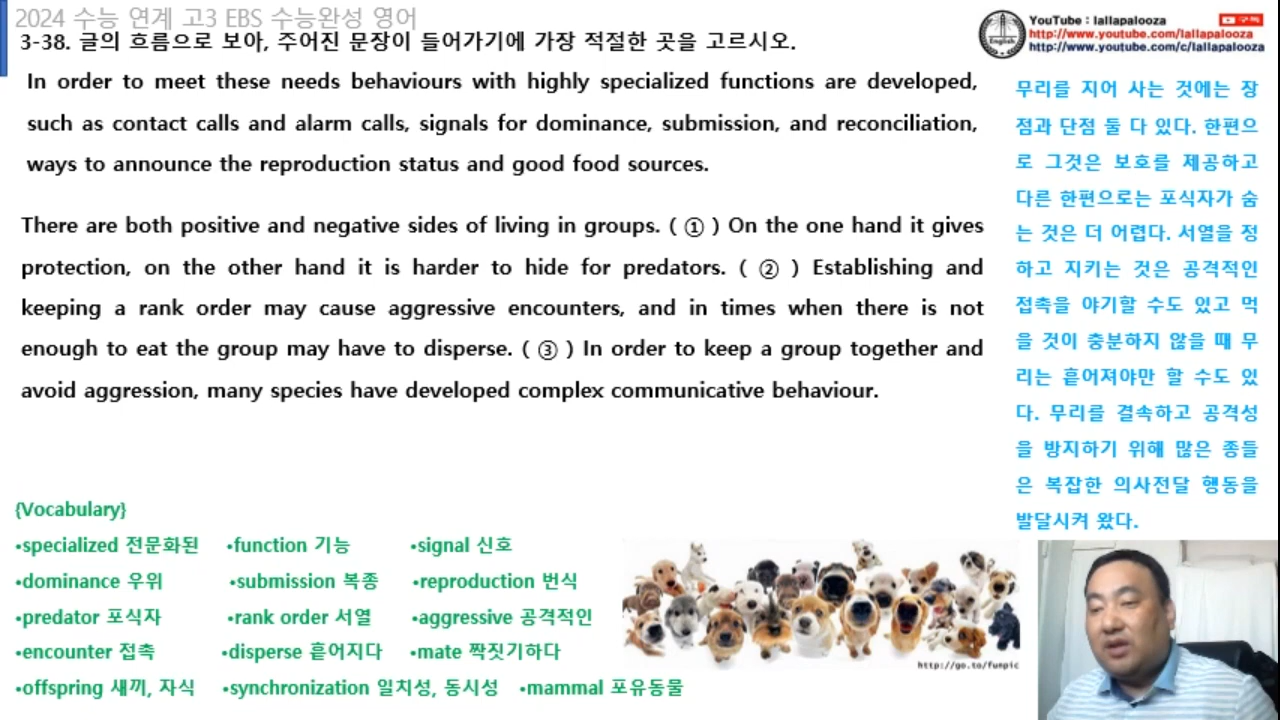 2024 수능 연계 고3 EBS 수능완성 영어
3-38. 글의 흐름으로 보아, 주어진 문장이 들어가기에 가장 적절한 곳을 고르시오.
English
YouTube : lallapalooza
구독
http://www.youtube.com/lallapalooza
http://www.youtube.com/c/lallapalooza
In order to meet these needs behaviours with highly specialized functions are developed,
such as contact calls and alarm calls, signals for dominance, submission, and reconciliation,
ways to announce the reproduction status and good food sources.
There are both positive and negative sides of living in groups. ( ① ) On the one hand it gives
protection, on the other hand it is harder to hide for predators. ( ② ) Establishing and
keeping a rank order may cause aggressive encounters, and in times when there is not
enough to eat the group may have to disperse. ( ③ ) In order to keep a group together and
avoid aggression, many species have developed complex communicative behaviour.
무리를 지어 사는 것에는 장
점과 단점 둘 다 있다. 한편으
로 그것은 보호를 제공하고
다른 한편으로는 포식자가 숨
는 것은 더 어렵다. 서열을 정
하고 지키는 것은 공격적인
접촉을 야기할 수도 있고 먹
을 것이 충분하지 않을 때 무
리는 흩어져야만 할 수도 있
다. 무리를 결속하고 공격성
을 방지하기 위해 많은 종들
은 복잡한 의사전달 행동을
발달시켜 왔다.
{Vocabulary}
•specialized 전문화된 •function 기능 •signal 신호
•dominance 우위 •submission 복종 •reproduction 번식
•predator 포식자 •rank order 서열 •aggressive 공격적인
•encounter 접촉 •disperse 흩어지다 •mate 짝짓기하다
•offspring 새끼, 자식 •synchronization 일치성, 동시성 •mammal 포유동물
http://go.to/funpic